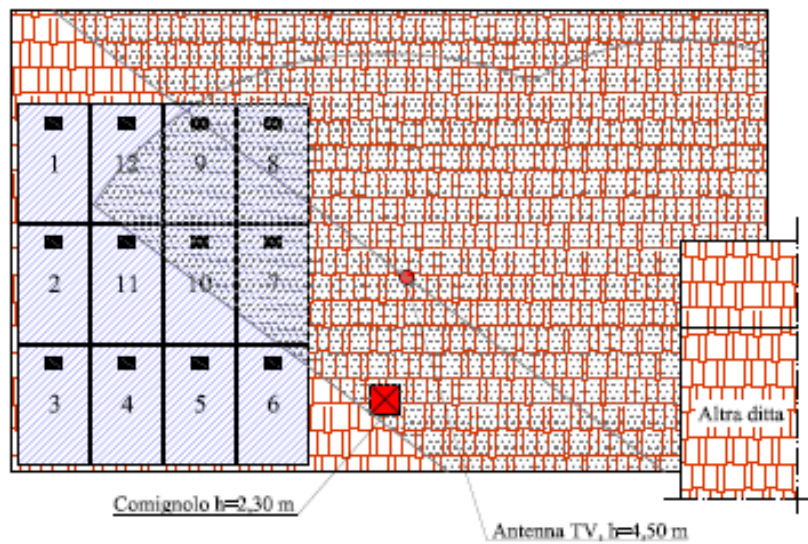 1 12 9 8
2 11 10 7
3 4 5 6
Altra ditta
Comignolo h=2,30 m
Antenna TV, h=4,50 m